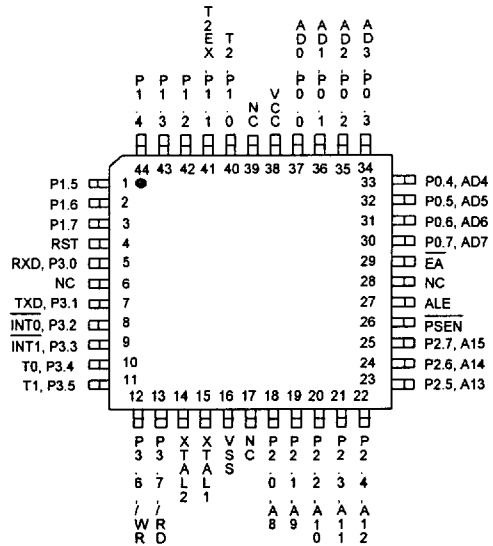 P1.4
P1.3
P1.2
T2EX, P1.1
T2, P1.0
NC
VCC
AD0, P0.0
AD1, P0.1
AD2, P0.2
AD3, P0.3
44 43 42 41 40 39 38 37 36 35 34
P1.5 1
P1.6 2
P1.7 3
RST 4
RXD, P3.0 5
NC 6
TXD, P3.1 7
INT0, P3.2 8
INT1, P3.3 9
T0, P3.4 10
T1, P3.5 11
33 P0.4, AD4
32 P0.5, AD5
31 P0.6, AD6
30 P0.7, AD7
29 EA
28 NC
27 ALE
26 PSEN
25 P2.7, A15
24 P2.6, A14
23 P2.5, A13
12 13 14 15 16 17 18 19 20 21 22
P3.6, /WR
P3.7, /RD
XTAL2
XTAL1
VSS
NC
P2.0, A8
P2.1, A9
P2.2, A10
P2.3, A11
P2.4, A12